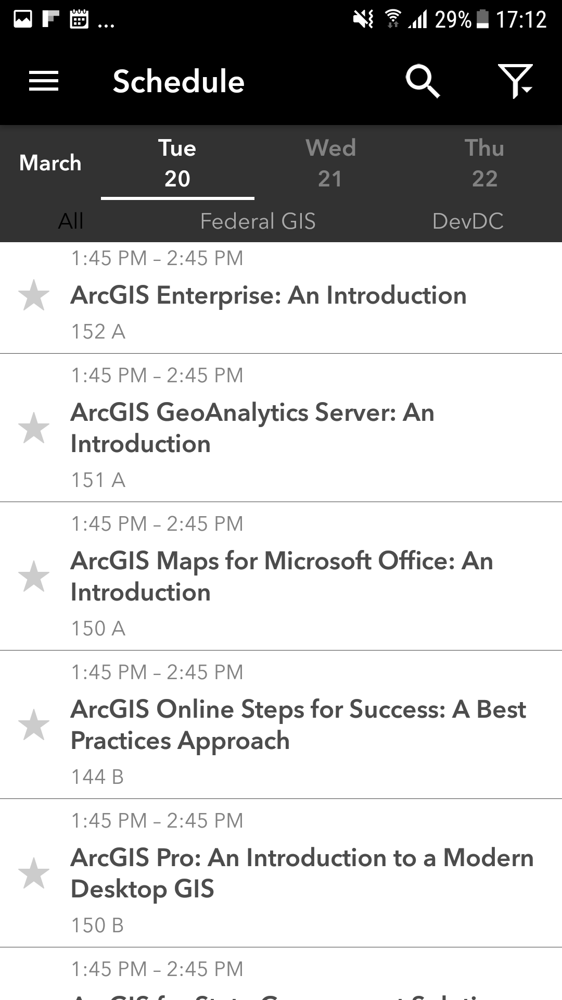 ... 29% 17:12
Schedule
March
Tue Wed Thu
20 21 22
All Federal GIS DevDC
1:45 PM – 2:45 PM
ArcGIS Enterprise: An Introduction
152 A
1:45 PM – 2:45 PM
ArcGIS GeoAnalytics Server: An
Introduction
151 A
1:45 PM – 2:45 PM
ArcGIS Maps for Microsoft Office: An
Introduction
150 A
1:45 PM – 2:45 PM
ArcGIS Online Steps for Success: A Best
Practices Approach
144 B
1:45 PM – 2:45 PM
ArcGIS Pro: An Introduction to a Modern
Desktop GIS
150 B
1:45 PM – 2:45 PM